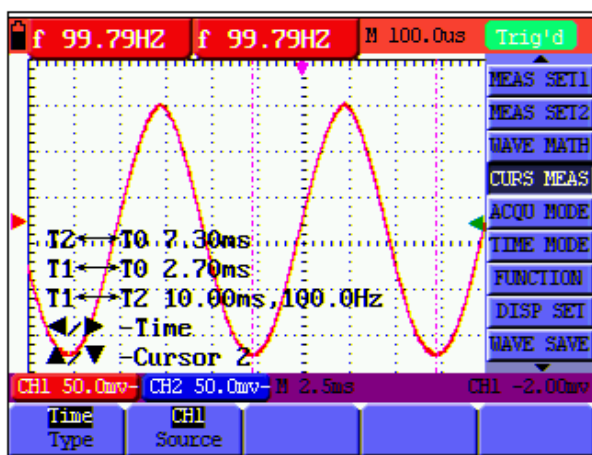 f 99.79HZ f 99.79HZ M 100.0us Trig'd
MEAS SET1
MEAS SET2
WAVE MATH
CURS MEAS
ACQU MODE
TIME MODE
FUNCTION
DISP SET
WAVE SAVE
T2↔T0 7.30ms
T1↔T0 2.70ms
T1↔T2 10.00ms,100.0Hz
◀/▶ -Time
▲/▼ -Cursor 2
CH1 50.0mv- CH2 50.0mv- M 2.5ms CH1 -2.00mv
Time CH1
Type Source